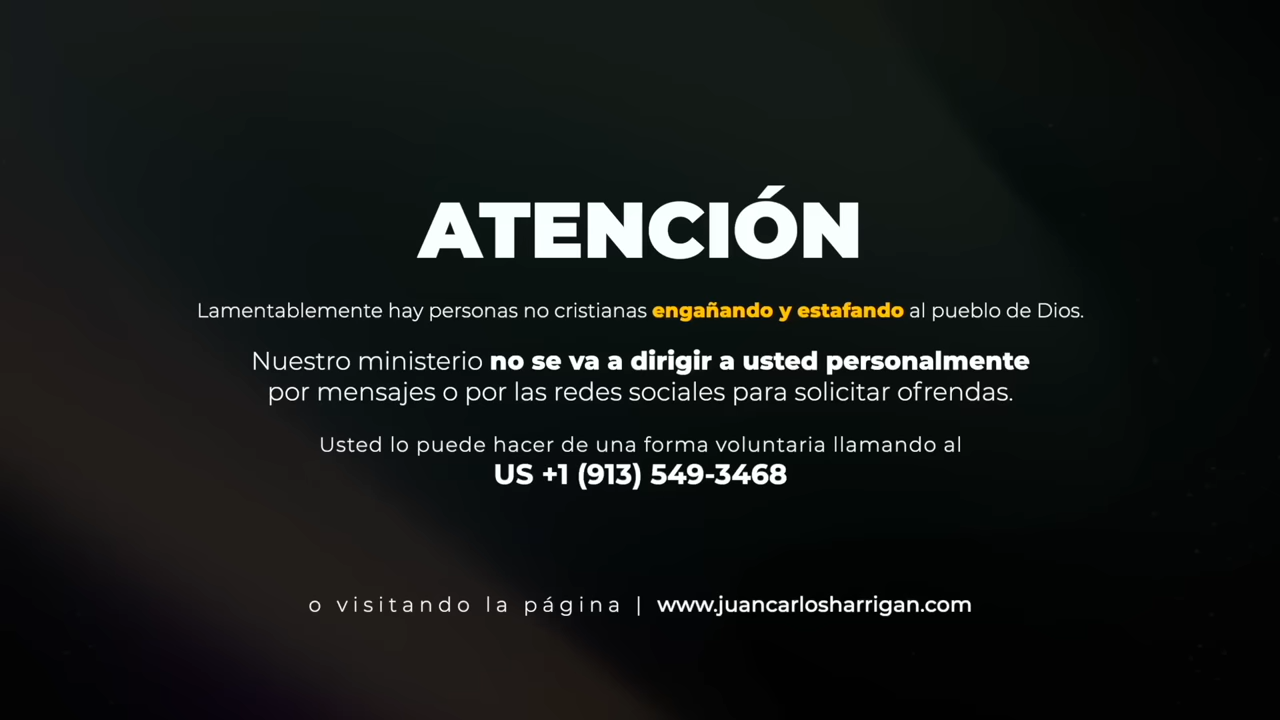 ATENCIÓN
Lamentablemente hay personas no cristianas engañando y estafando al pueblo de Dios.
Nuestro ministerio no se va a dirigir a usted personalmente
por mensajes o por las redes sociales para solicitar ofrendas.
Usted lo puede hacer de una forma voluntaria llamando al
US +1 (913) 549-3468
o visitando la página | www.juancarlosharrigan.com